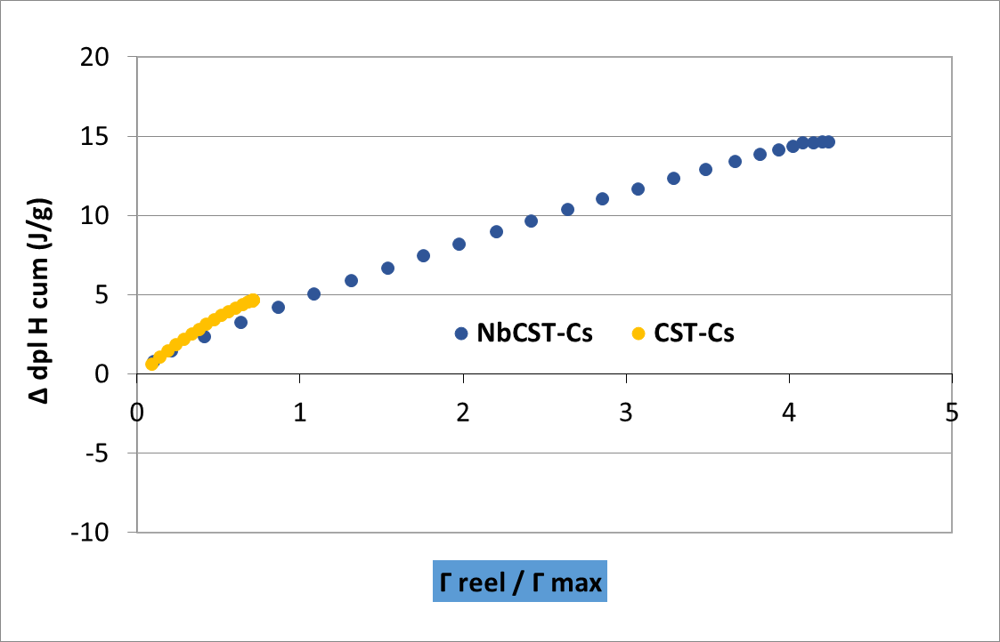 20
15
10
5
0
-5
-10
0 1 2 3 4 5
Δ dpl H cum (J/g)
NbCST-Cs CST-Cs
Γ reel / Γ max